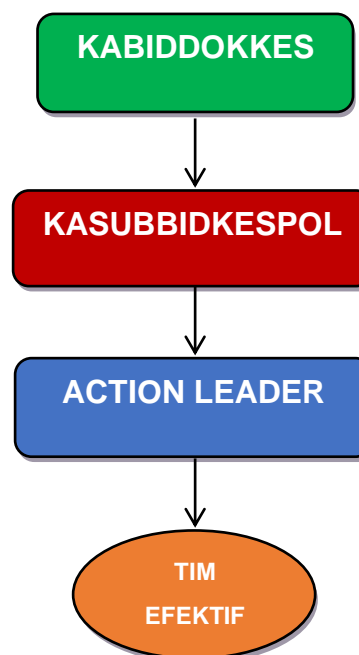 KABIDDOKKES
KASUBBIDKESPOL
ACTION LEADER
TIM
EFEKTIF